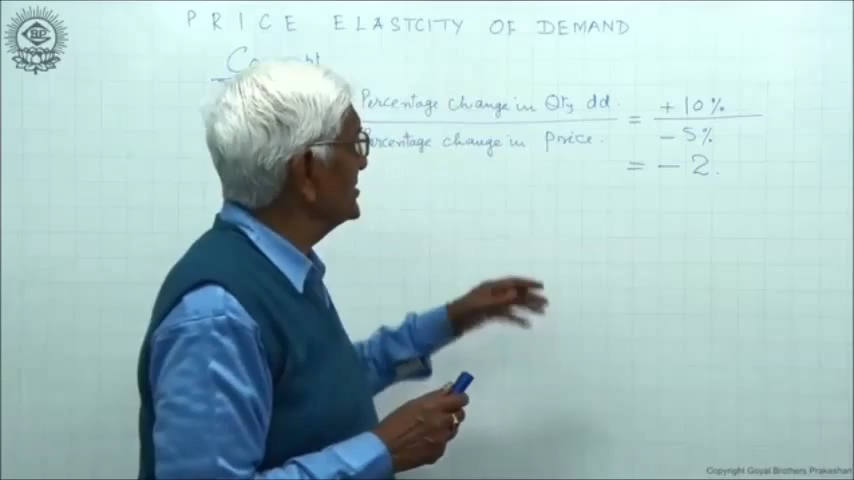 PRICE ELASTCITY OF DEMAND
Percentage change in Qty dd. = +10%
Percentage change in price. -5%
= -2.
Copyright Goyal Brothers Prakashan